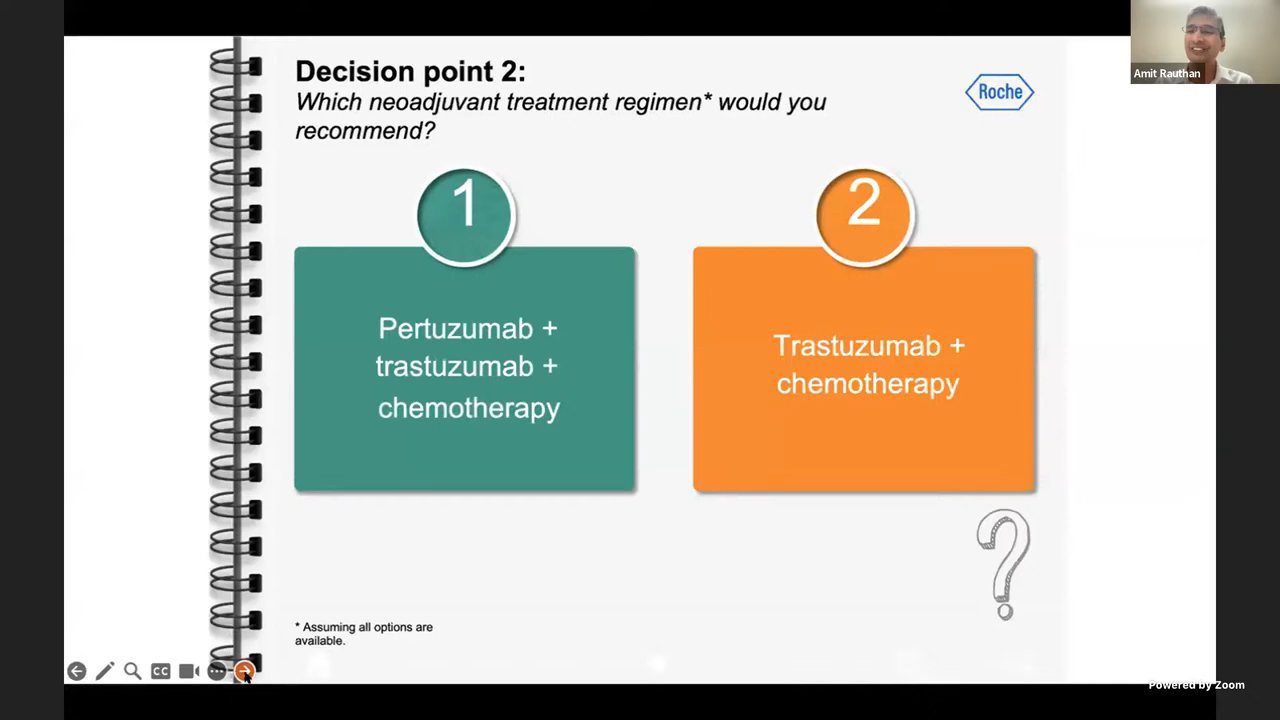 Decision point 2:
Which neoadjuvant treatment regimen* would you
recommend?
Roche
Amit Rauthan
1
2
Pertuzumab +
trastuzumab +
chemotherapy
Trastuzumab +
chemotherapy
?
* Assuming all options are
available.
CC
Powered by Zoom